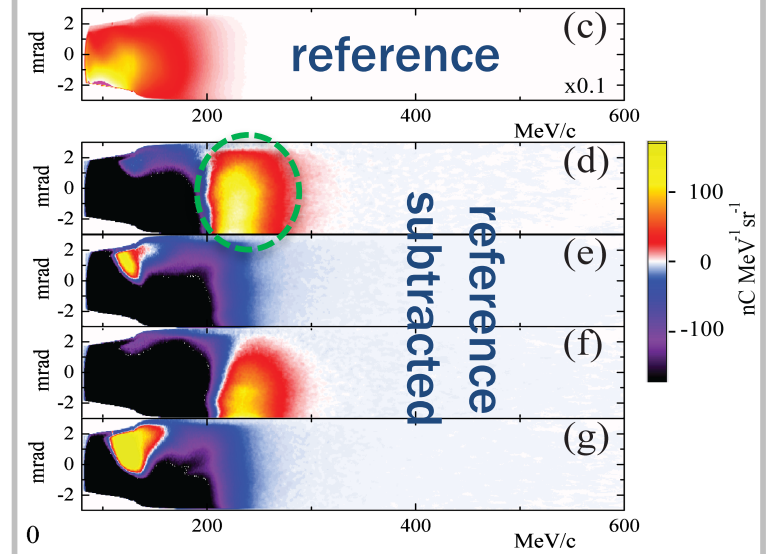 (c)
reference
x0.1
mrad
2
0
-2
200
400
600
MeV/c
(d)
mrad
2
0
-2
(e)
mrad
2
0
-2
(f)
mrad
2
0
-2
(g)
mrad
2
0
-2
reference
subtracted
200
400
600
MeV/c
0
100
0
-100
nC MeV⁻¹ sr⁻¹